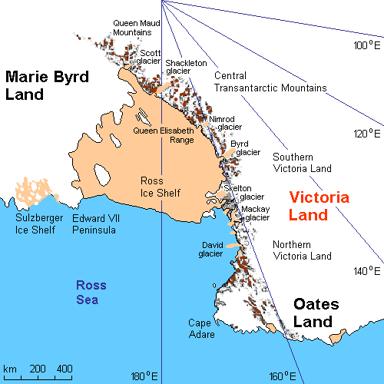 Queen Maud
Mountains
Scott
glacier
Shackleton
glacier
100°E
Marie Byrd
Land
Central
Transantarctic Mountains
Nimrod
glacier
Queen Elisabeth
Range
120°E
Byrd
glacier
Southern
Victoria Land
Ross
Ice Shelf
Skelton
glacier
Victoria
Land
Mackay
glacier
Sulzberger
Ice Shelf
Edward VII
Peninsula
David
glacier
Northern
Victoria Land
140°E
Ross
Sea
Oates
Land
Cape
Adare
km 200 400
180°E
160°E